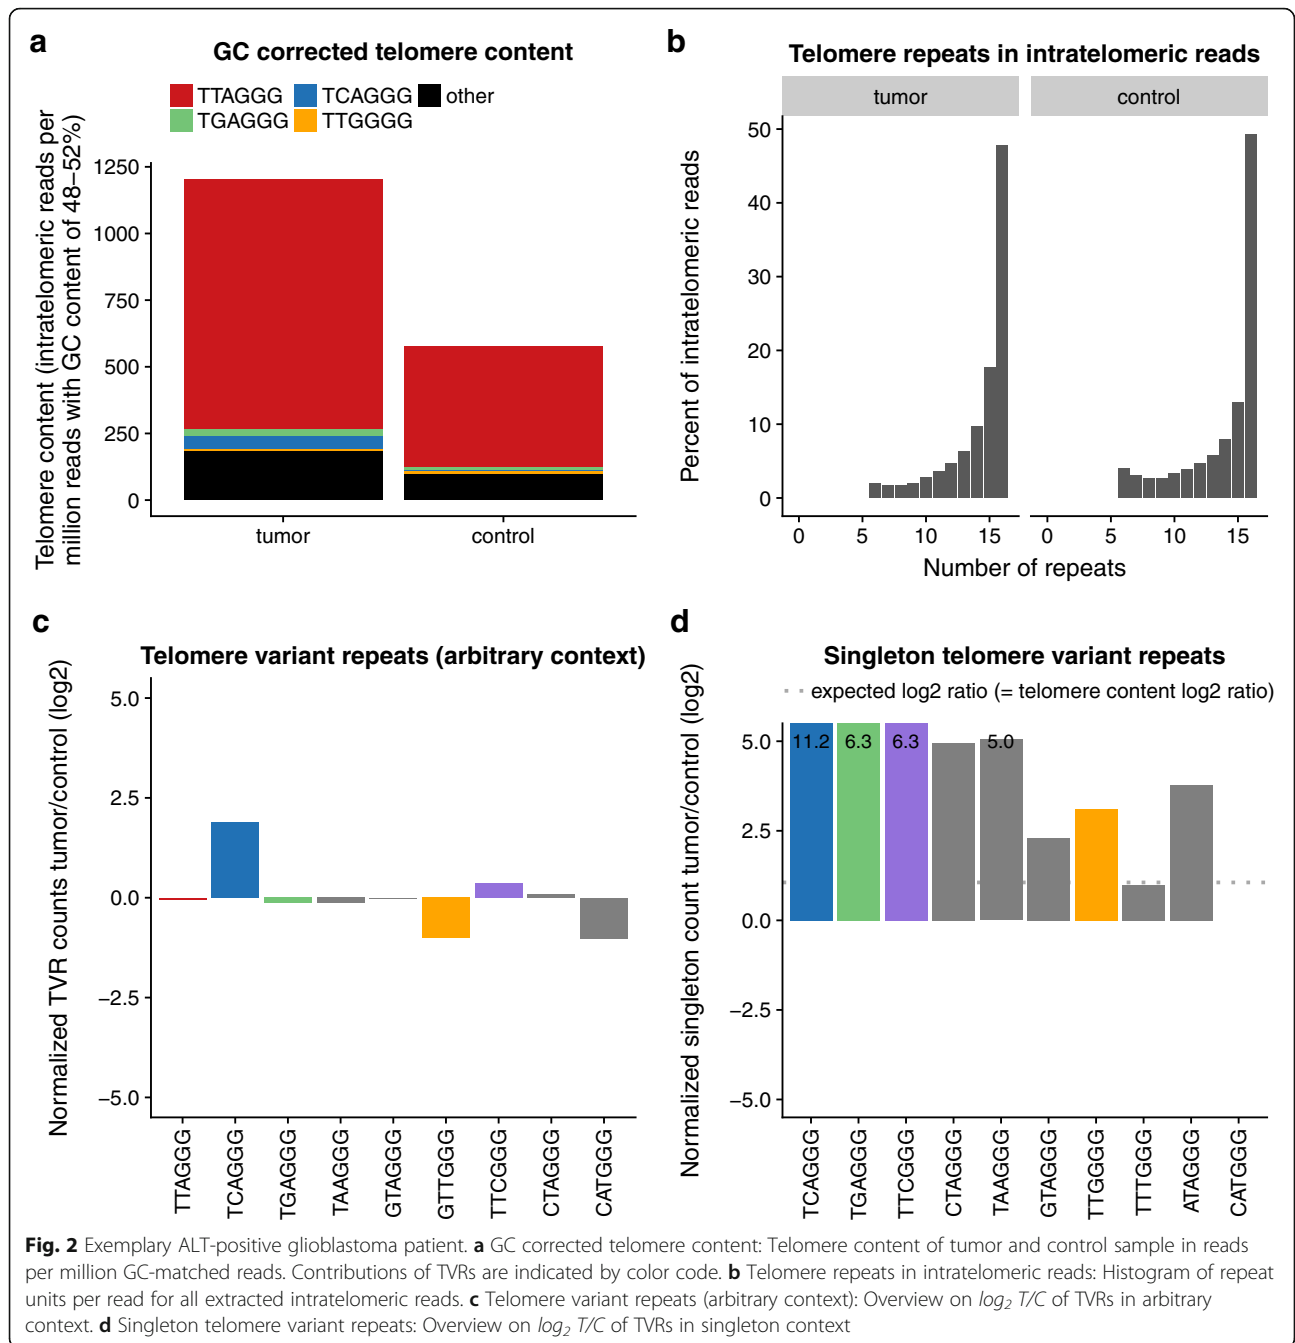 a
GC corrected telomere content
TTAGGG TCAGGG other
TGAGGG TTGGGG
Telomere content (intratelomeric reads per
million reads with GC content of 48–52%)
1250
1000
750
500
250
0
tumor control
b
Telomere repeats in intratelomeric reads
tumor control
Percent of intratelomeric reads
50
40
30
20
10
0
0 5 10 15 0 5 10 15
Number of repeats
c
Telomere variant repeats (arbitrary context)
Normalized TVR counts tumor/control (log2)
5.0
2.5
0.0
−2.5
−5.0
TTAGGG
TCAGGG
TGAGGG
TAAGGG
GTAGGG
GTTGGG
TTCGGG
CTAGGG
CATGGG
d
Singleton telomere variant repeats
expected log2 ratio (= telomere content log2 ratio)
Normalized singleton count tumor/control (log2)
5.0
2.5
0.0
−2.5
−5.0
11.2 6.3 6.3 5.0
TCAGGG
TGAGGG
TTCGGG
CTAGGG
TAAGGG
GTAGGG
TTGGGG
TTTGGG
ATAGGG
CATGGG
Fig. 2 Exemplary ALT-positive glioblastoma patient. a GC corrected telomere content: Telomere content of tumor and control sample in reads
per million GC-matched reads. Contributions of TVRs are indicated by color code. b Telomere repeats in intratelomeric reads: Histogram of repeat
units per read for all extracted intratelomeric reads. c Telomere variant repeats (arbitrary context): Overview on log2 T/C of TVRs in arbitrary
context. d Singleton telomere variant repeats: Overview on log2 T/C of TVRs in singleton context